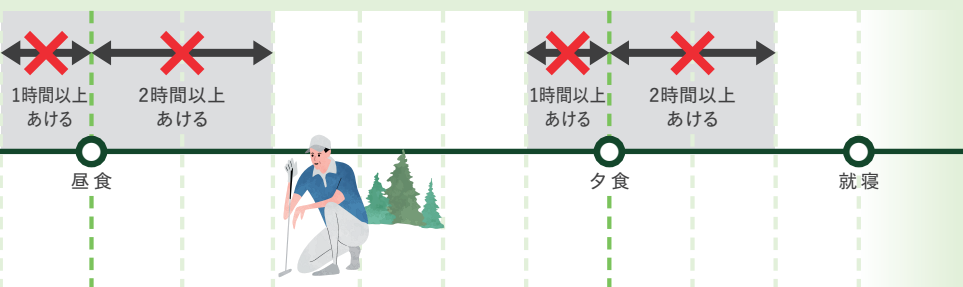 1時間以上
あける
2時間以上
あける
1時間以上
あける
2時間以上
あける
昼食
夕食
就寝